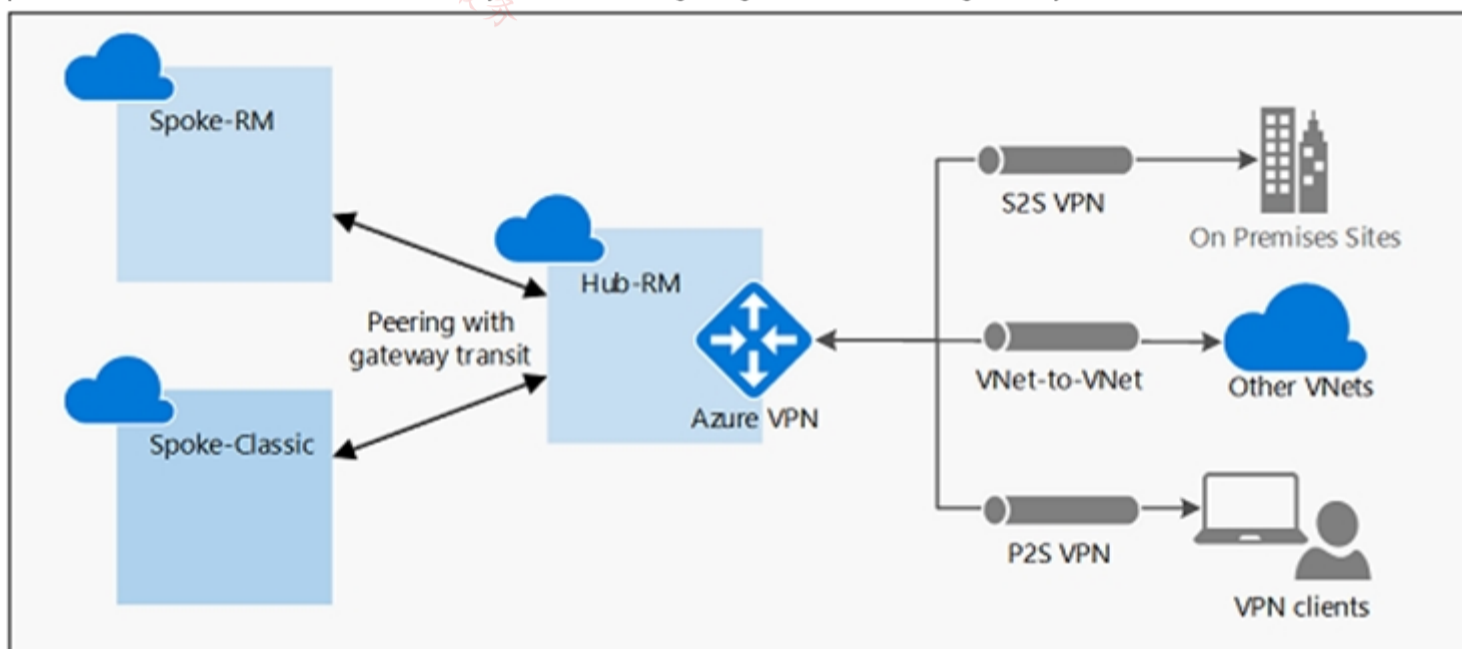 Spoke-RM
Hub-RM
Peering with
gateway transit
Azure VPN
Spoke-Classic
S2S VPN
On Premises Sites
VNet-to-VNet
Other VNets
P2S VPN
VPN clients